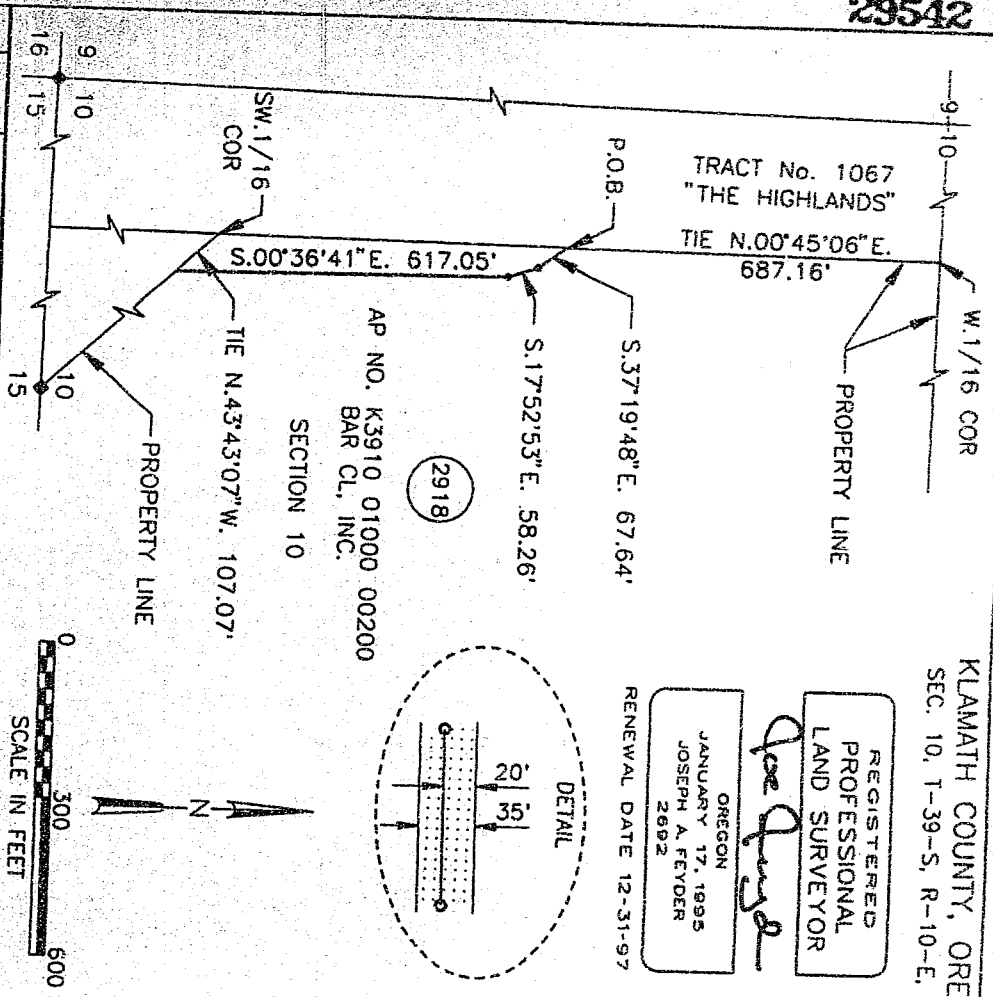 29542
KLAMATH COUNTY, ORE
SEC. 10, T-39-S, R-10-E,
9 10
W.1/16 COR
TRACT No. 1067
"THE HIGHLANDS"
TIE N.00°45'06"E.
687.16'
PROPERTY LINE
P.O.B.
S.37°19'48"E. 67.64'
S.17°52'53"E. 58.26'
S.00°36'41"E. 617.05'
SW.1/16
COR
9
10
16
15
TIE N.43°43'07"W. 107.07'
PROPERTY LINE
10
15
AP NO. K3910 01000 00200
BAR CL, INC.
SECTION 10
2918
REGISTERED
PROFESSIONAL
LAND SURVEYOR
OREGON
JANUARY 17, 1995
JOSEPH A. FEYDER
2692
RENEWAL DATE 12-31-97
DETAIL
20'
35'
N
0
300
600
SCALE IN FEET